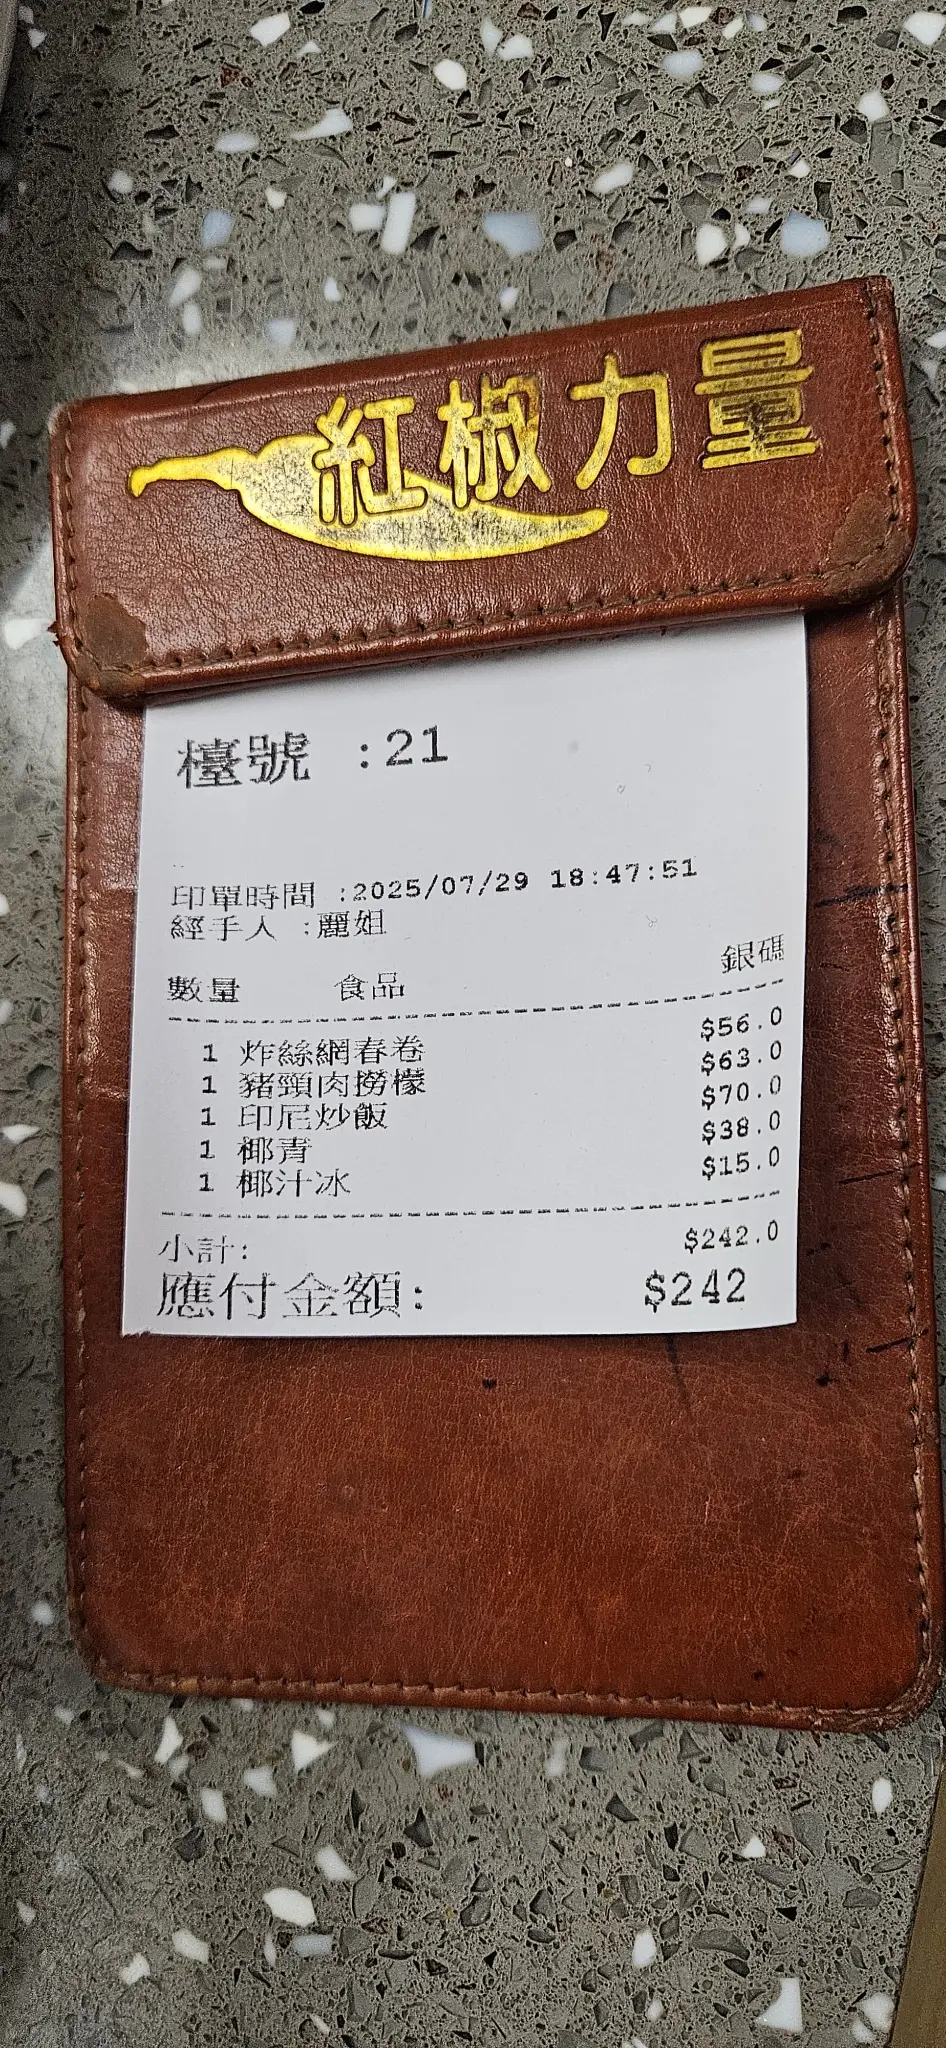 紅椒力量
檯號 :21
印單時間 :2025/07/29 18:47:51
經手人 :麗姐
數量 食品 銀碼
1 炸絲網春卷 $56.0
1 豬頸肉撈檬 $63.0
1 印尼炒飯 $70.0
1 椰青 $38.0
1 椰汁冰 $15.0
小計: $242.0
應付金額: $242